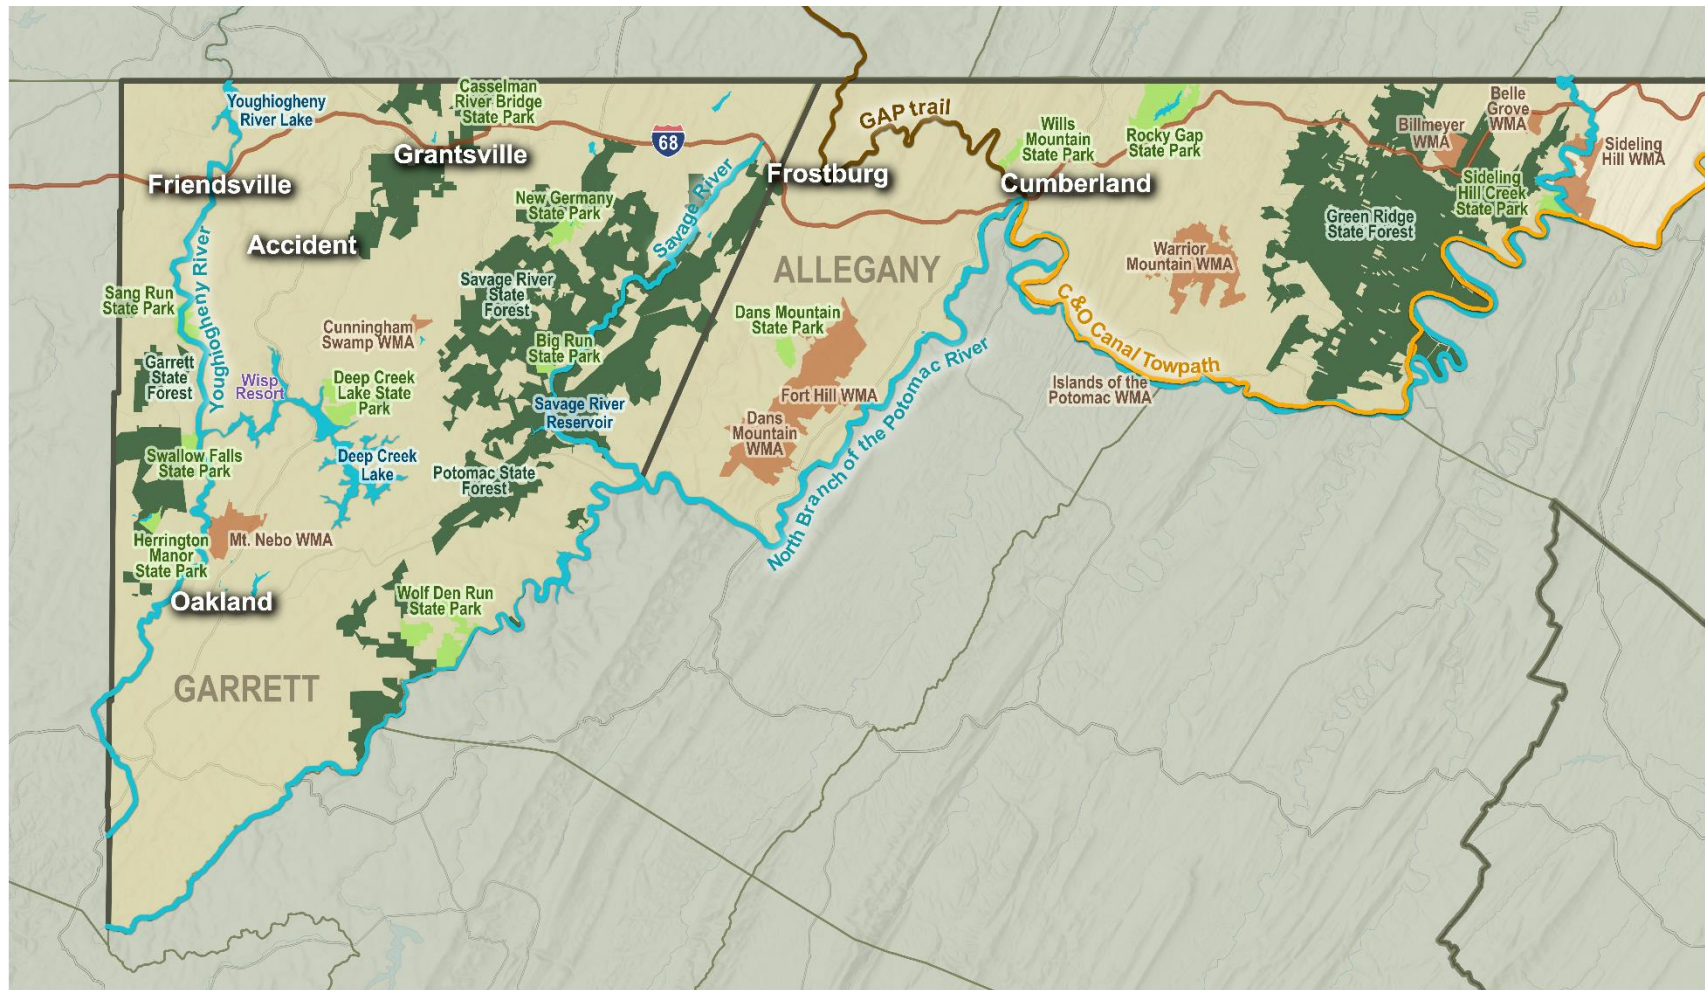 Casselman
River Bridge
State Park
Youghiogheny
River Lake
68
Grantsville
Friendsville
Accident
New Germany
State Park
Savage River
Youghiogheny River
Sang Run
State Park
Savage River
State
Forest
Cunningham
Swamp WMA
Big Run
State Park
Garrett
State
Forest
Wisp
Resort
Deep Creek
Lake State
Park
Savage River
Reservoir
Swallow Falls
State Park
Deep Creek
Lake
Potomac State
Forest
Herrington
Manor
State Park
Mt. Nebo WMA
Oakland
Wolf Den Run
State Park
GARRETT
GAP trail
Frostburg
Wills
Mountain
State Park
Cumberland
Rocky Gap
State Park
ALLEGANY
Dans Mountain
State Park
Fort Hill WMA
Dans
Mountain
WMA
North Branch of the Potomac River
C&O Canal Towpath
Islands of the
Potomac WMA
Warrior
Mountain WMA
Green Ridge
State Forest
Billmeyer
WMA
Belle
Grove
WMA
Sideling
Hill WMA
Sideling
Hill Creek
State Park